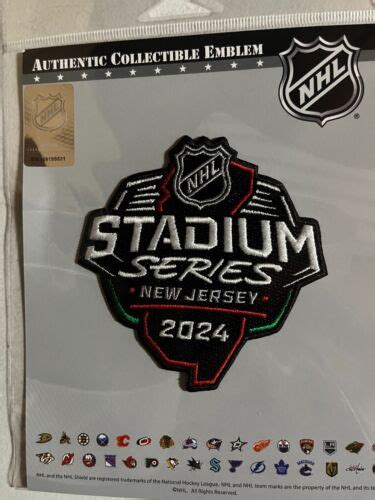 AUTHENTIC COLLECTIBLE EMBLEM
NHL
®
NHL
STADIUM
SERIES
NEW JERSEY
2024
NHL and the NHL Shield are registered trademarks of the National Hockey League. NHL and NHL team marks are the property of the NHL and its
©NHL. All Rights Reserved.